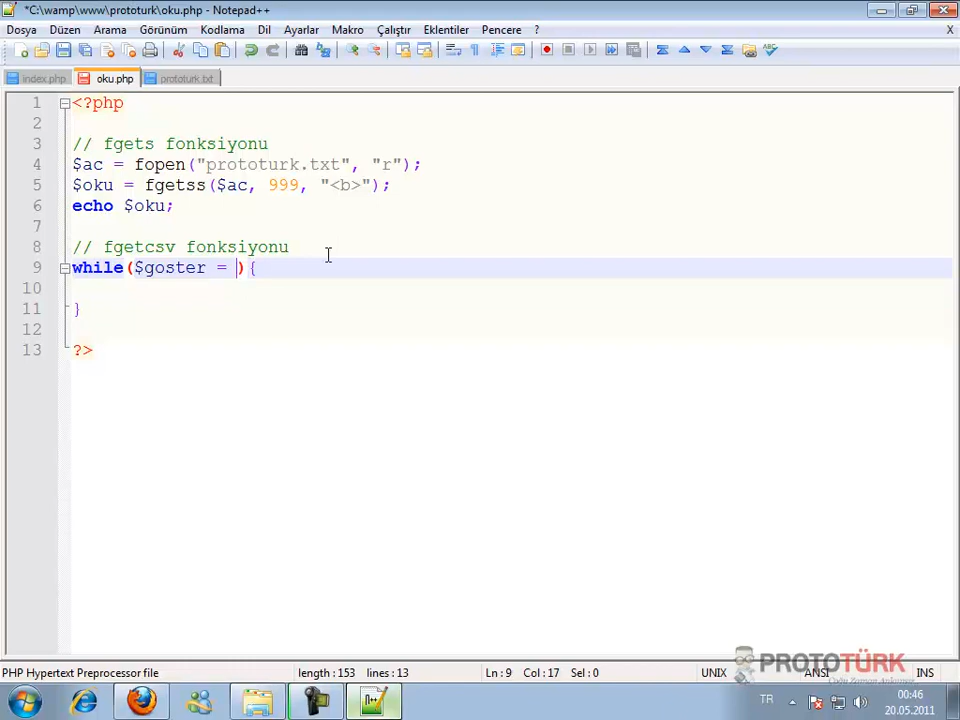 *C:\wamp\www\prototurk\oku.php - Notepad++
Dosya Düzen Arama Görünüm Kodlama Dil Ayarlar Makro Çalıştır Eklentiler Pencere ? X
index.php oku.php prototurk.txt
1 <?php
2
3 // fgets fonksiyonu
4 $ac = fopen("prototurk.txt", "r");
5 $oku = fgetss($ac, 999, "<b>");
6 echo $oku;
7
8 // fgetcsv fonksiyonu
9 while($goster = ){
10
11 }
12
13 ?>
PROTOTÜRK
PHP Hypertext Preprocessor file length : 153 lines : 13 Ln : 9 Col : 17 Sel : 0 UNIX ANSI INS
TR 00:46
20.05.2011